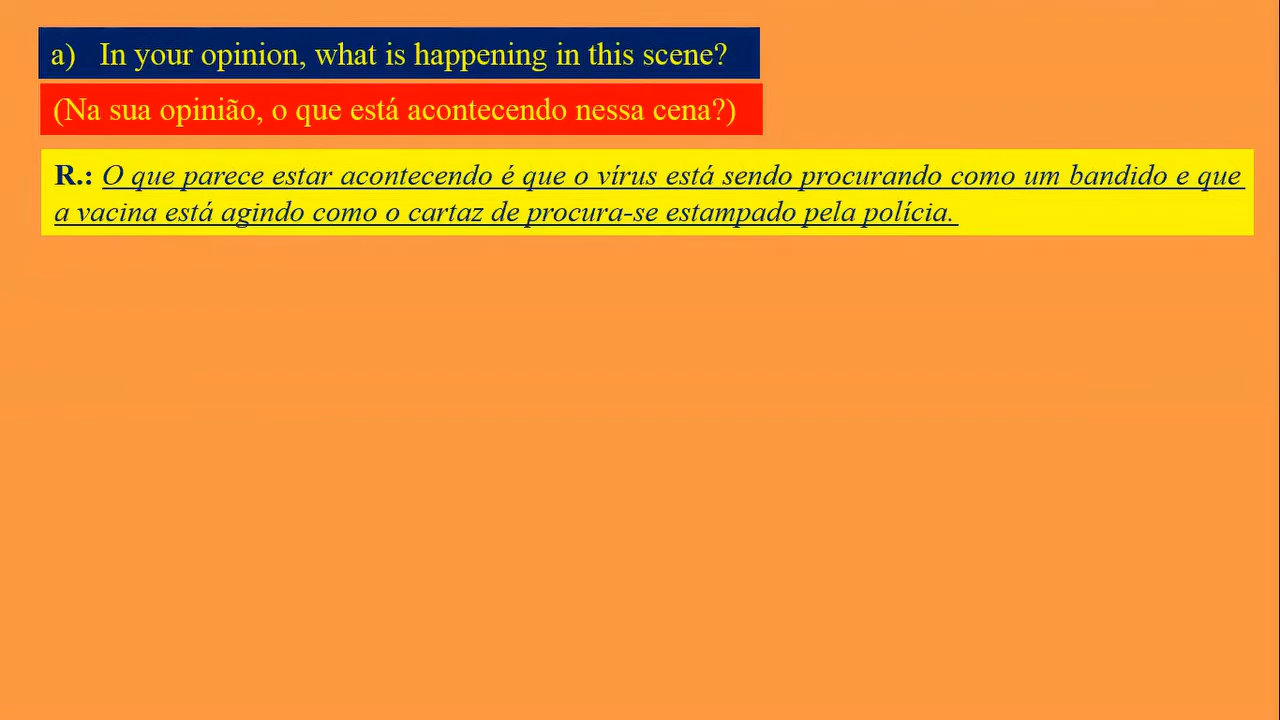 a) In your opinion, what is happening in this scene?
(Na sua opinião, o que está acontecendo nessa cena?)
R.: O que parece estar acontecendo é que o vírus está sendo procurando como um bandido e que
a vacina está agindo como o cartaz de procura-se estampado pela polícia.